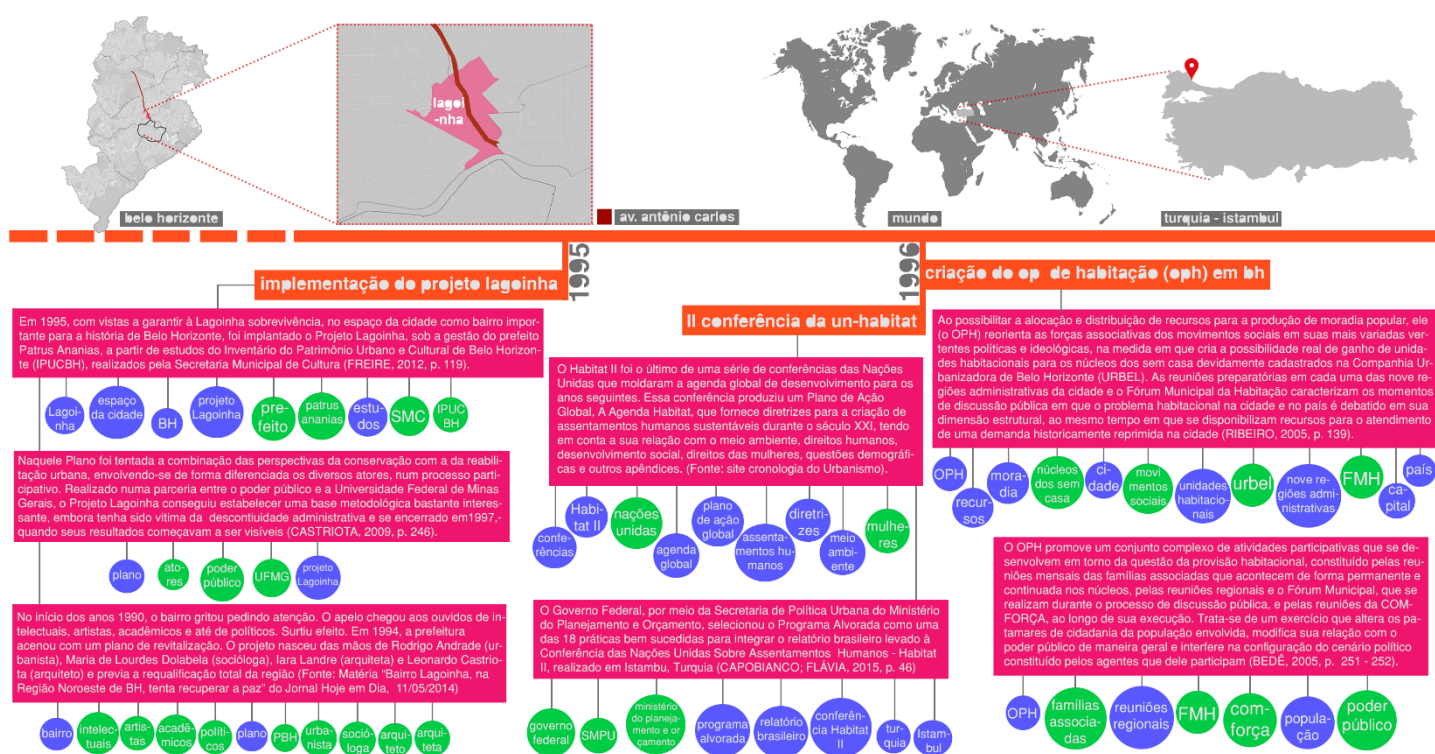 lagoi
-nha
belo horizonte
av. antônio carlos
mundo
turquia - istambul
1995
1996
implementação do projeto lagoinha
Em 1995, com vistas a garantir à Lagoinha sobrevivência, no espaço da cidade como bairro impor-
tante para a história de Belo Horizonte, foi implantado o Projeto Lagoinha, sob a gestão do prefeito
Patrus Ananias, a partir de estudos do Inventário do Patrimônio Urbano e Cultural de Belo Horizon-
te (IPUCBH), realizados pela Secretaria Municipal de Cultura (FREIRE, 2012, p. 119).
Lagoi-
nha
espaço
da cidade
BH
projeto
Lagoinha
pre-
feito
patrus
ananias
estu-
dos
SMC
IPUC
BH
Naquele Plano foi tentada a combinação das perspectivas da conservação com a da reabili-
tação urbana, envolvendo-se de forma diferenciada os diversos atores, num processo parti-
cipativo. Realizado numa parceria entre o poder público e a Universidade Federal de Minas
Gerais, o Projeto Lagoinha conseguiu estabelecer uma base metodológica bastante interes-
sante, embora tenha sido vitima da descontiuidade administrativa e se encerrado em1997,-
quando seus resultados começavam a ser visíveis (CASTRIOTA, 2009, p. 246).
plano
ato-
res
poder
público
UFMG
projeto
Lagoinha
No início dos anos 1990, o bairro gritou pedindo atenção. O apelo chegou aos ouvidos de in-
telectuais, artistas, acadêmicos e até de políticos. Surtiu efeito. Em 1994, a prefeitura
acenou com um plano de revitalização. O projeto nasceu das mãos de Rodrigo Andrade (ur-
banista), Maria de Lourdes Dolabela (socióloga), Iara Landre (arquiteta) e Leonardo Castrio-
ta (arquiteto) e previa a requalificação total da região (Fonte: Matéria "Bairro Lagoinha, na
Região Noroeste de BH, tenta recuperar a paz" do Jornal Hoje em Dia, 11/05/2014)
bairro
intelec-
tuais
artis-
tas
acadê-
micos
polít-
icos
plano
PBH
urba-
nista
soció-
loga
arqui-
teto
arqui-
teta
II conferência da un-habitat
O Habitat II foi o último de uma série de conferências das Nações
Unidas que moldaram a agenda global de desenvolvimento para os
anos seguintes. Essa conferência produziu um Plano de Ação
Global, A Agenda Habitat, que fornece diretrizes para a criação de
assentamentos humanos sustentáveis durante o século XXI, tendo
em conta a sua relação com o meio ambiente, direitos humanos,
desenvolvimento social, direitos das mulheres, questões demográfi-
cas e outros apêndices. (Fonte: site cronologia do Urbanismo).
confe-
rências
Habi-
tat II
nações
unidas
agenda
global
plano
de ação
global
assenta-
mentos hu-
manos
diretri-
zes
meio
ambi-
ente
mulhe-
res
O Governo Federal, por meio da Secretaria de Política Urbana do Ministério
do Planejamento e Orçamento, selecionou o Programa Alvorada como uma
das 18 práticas bem sucedidas para integrar o relatório brasileiro levado à
Conferência das Nações Unidas Sobre Assentamentos Humanos - Habitat
II, realizado em Istambu, Turquia (CAPOBIANCO; FLÁVIA, 2015, p. 46)
governo
federal
SMPU
ministério
do planeja-
mento e or
çamento
programa
alvorada
relatório
brasileiro
confe-
rência
Habitat
II
tur-
quia
Istam-
bul
criação do op de habitação (oph) em bh
Ao possibilitar a alocação e distribuição de recursos para a produção de moradia popular, ele
(o OPH) reorienta as forças associativas dos movimentos sociais em suas mais variadas ver-
tentes políticas e ideológicas, na medida em que cria a possibilidade real de ganho de unida-
des habitacionais para os núcleos dos sem casa devidamente cadastrados na Companhia Ur-
banizadora de Belo Horizonte (URBEL). As reuniões preparatórias em cada uma das nove re-
giões administrativas da cidade e o Fórum Municipal da Habitação caracterizam os momentos
de discussão pública em que o problema habitacional na cidade e no país é debatido em sua
dimensão estrutural, ao mesmo tempo em que se disponibilizam recursos para o atendimento
de uma demanda historicamente reprimida na cidade (RIBEIRO, 2005, p. 139).
OPH
recur-
sos
mora-
dia
núcleos
dos sem
casa
ci-
dade
movi
mentos
sociais
unidades
habitacio-
nais
urbel
nove re-
giões admi-
nistrativas
FMH
ca-
pital
país
O OPH promove um conjunto complexo de atividades participativas que se de-
senvolvem em torno da questão da provisão habitacional, constituído pelas reu-
niões mensais das famílias associadas que acontecem de forma permanente e
continuada nos núcleos, pelas reuniões regionais e o Fórum Municipal, que se
realizam durante o processo de discussão pública, e pelas reuniões da COM-
FORÇA, ao longo de sua execução. Trata-se de um exercício que altera os pa-
tamares de cidadania da população envolvida, modifica sua relação com o
poder público de maneira geral e interfere na configuração do cenário político
constituído pelos agentes que dele participam (BEDÊ, 2005, p. 251 - 252).
OPH
famílias
associa-
das
reuniões
regionais
FMH
com-
força
popula-
ção
poder
público